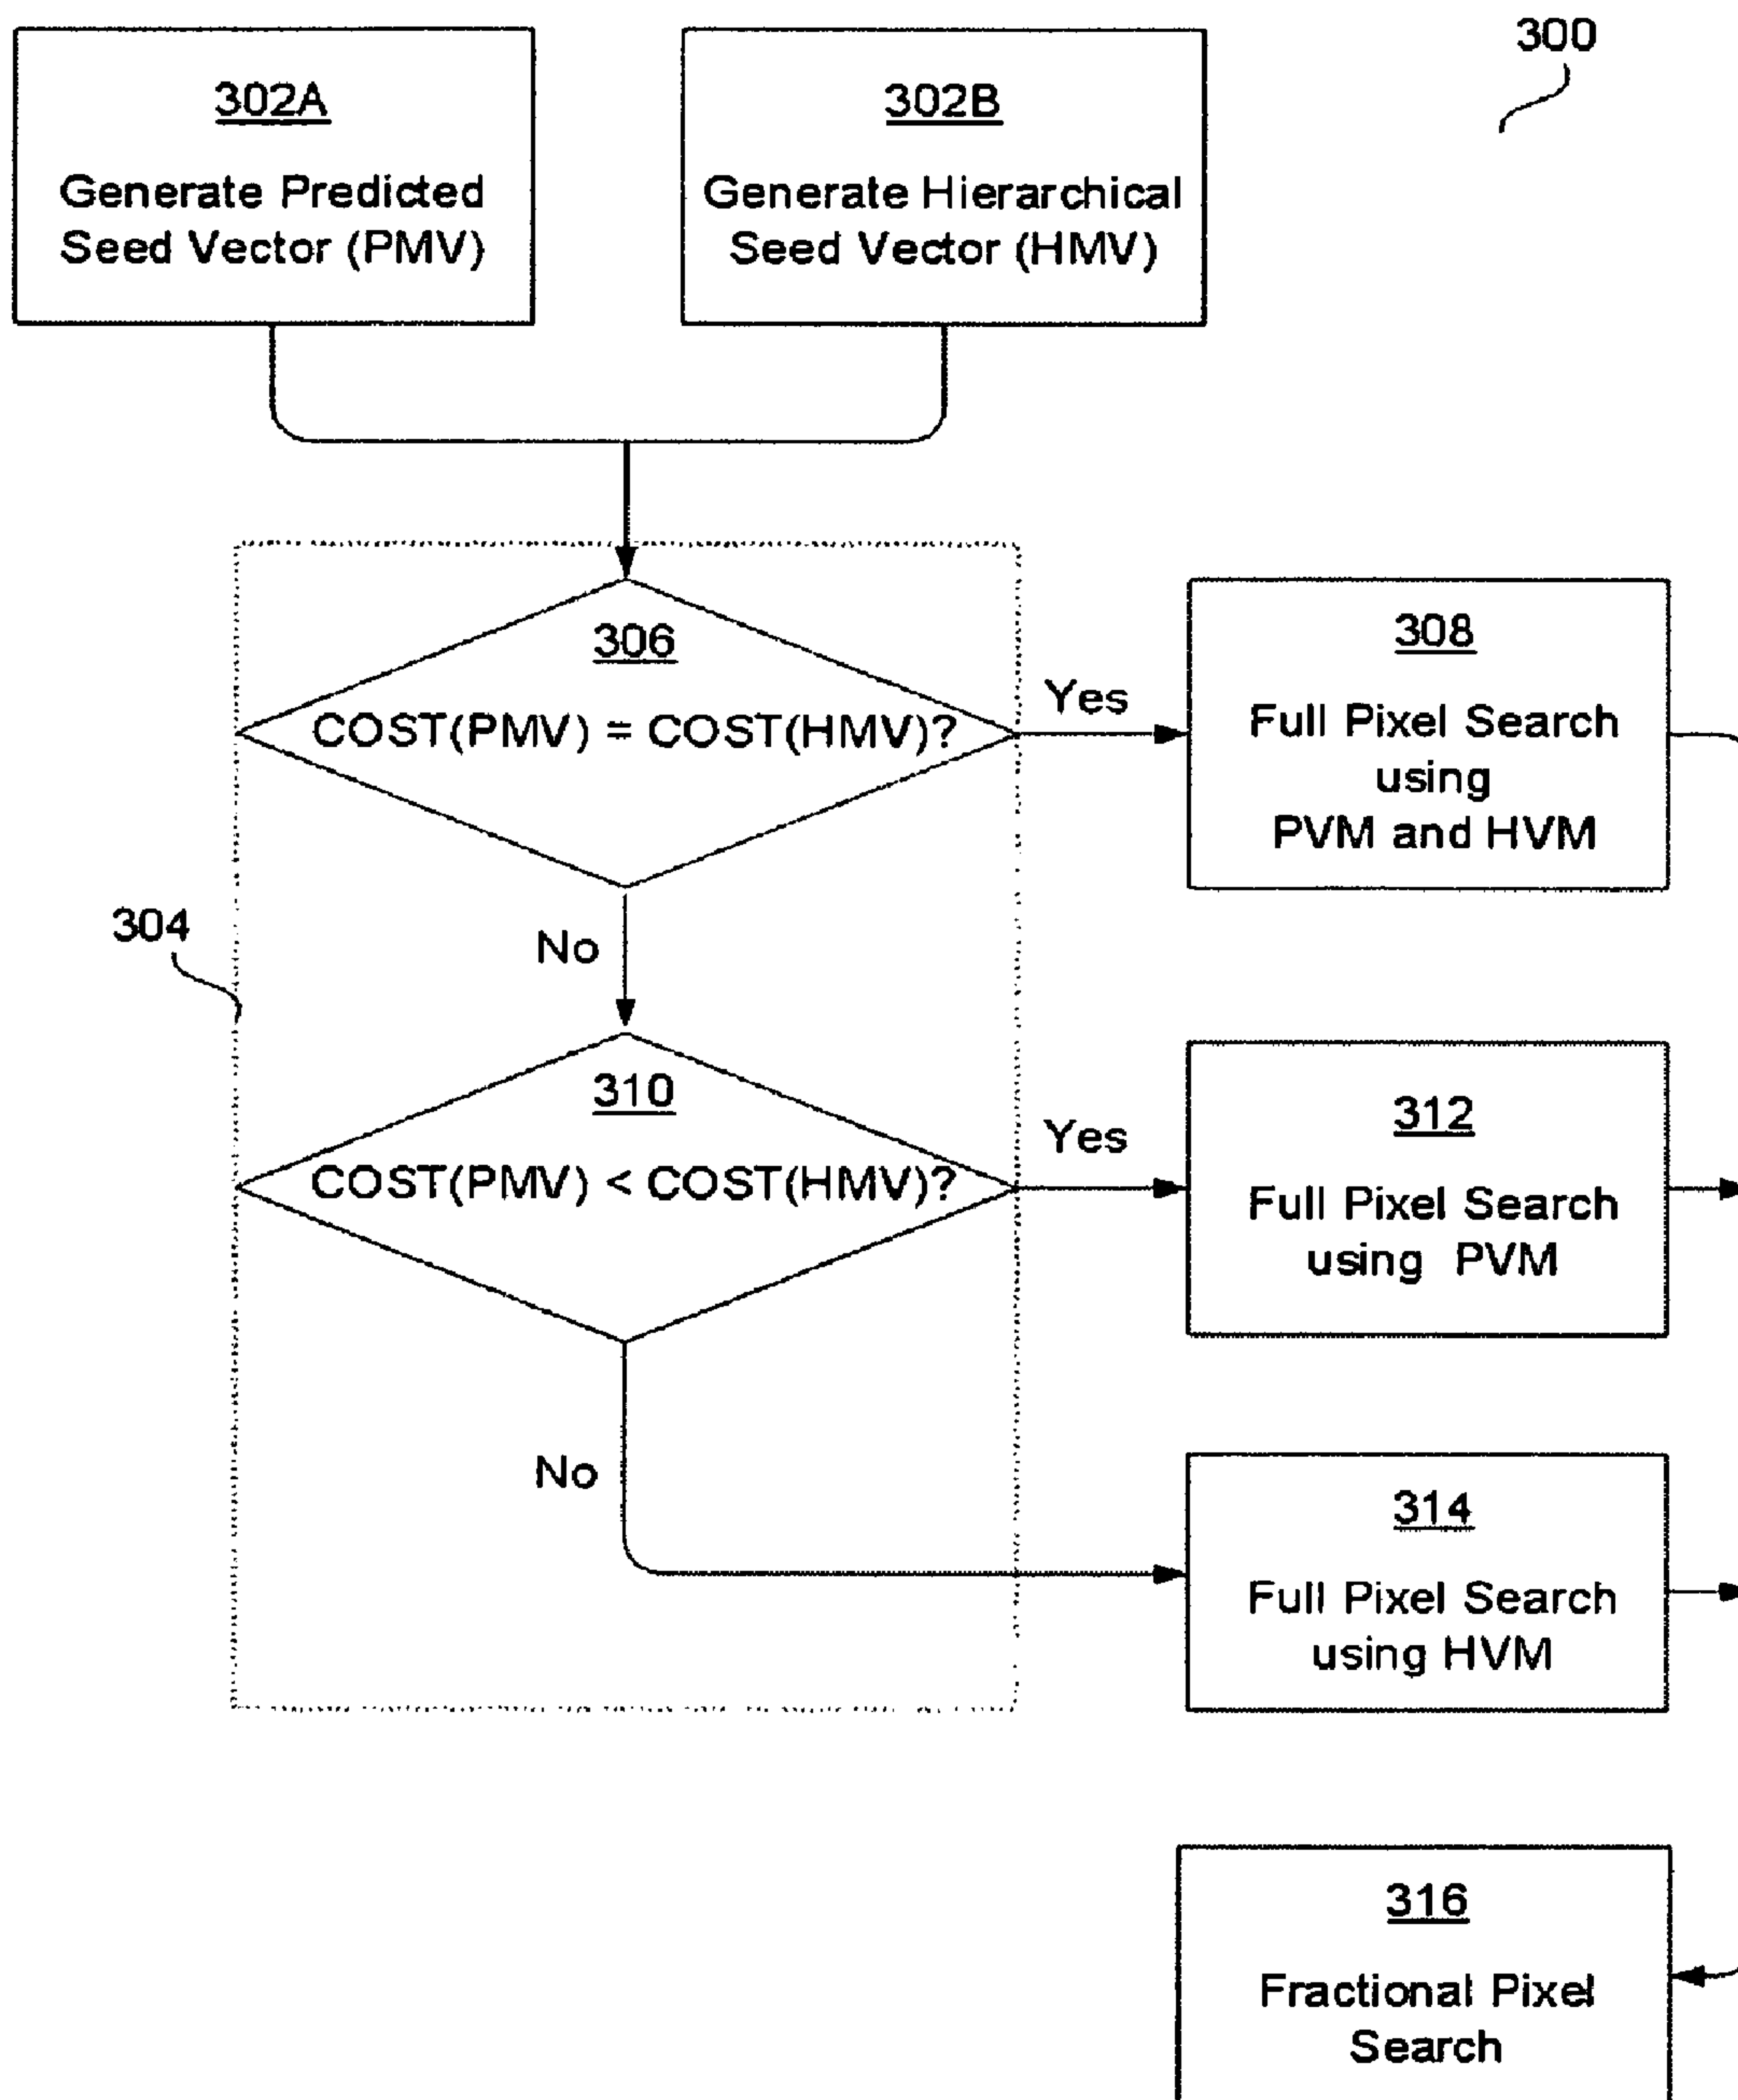 300
302A
Generate Predicted
Seed Vector (PMV)
302B
Generate Hierarchical
Seed Vector (HMV)
306
COST(PMV) = COST(HMV)?
Yes
308
Full Pixel Search
using
PVM and HVM
304
No
310
COST(PMV) < COST(HMV)?
Yes
312
Full Pixel Search
using PVM
No
314
Full Pixel Search
using HVM
316
Fractional Pixel
Search